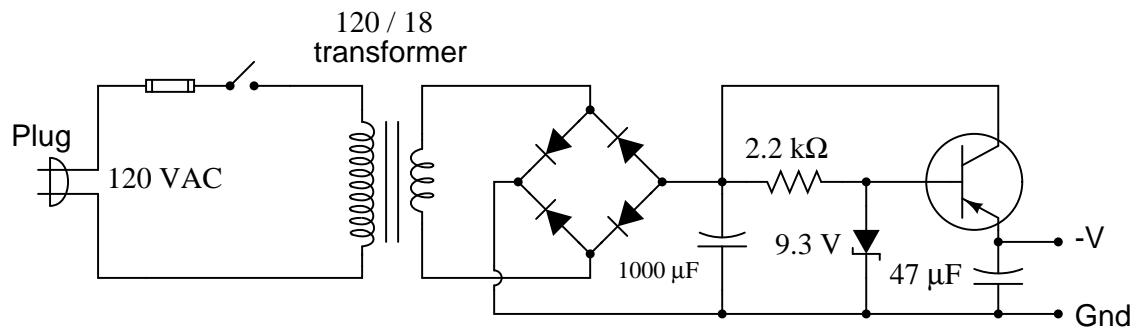 120 / 18
transformer
Plug
120 VAC
2.2 kΩ
9.3 V
1000 μF
47 μF
-V
Gnd